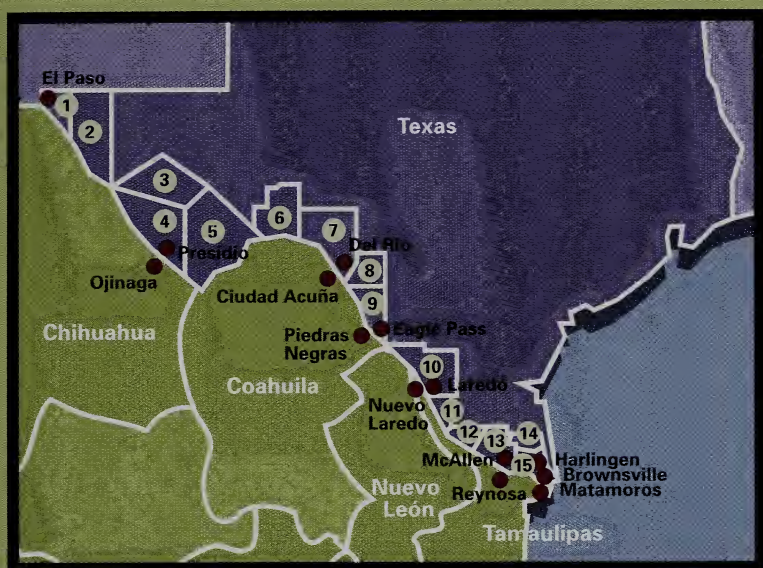 El Paso
1
2
Texas
3
4
5
6
7
Presidio
Del Rio
8
Ojinaga
Ciudad Acuña
9
Chihuahua
Piedras
Negras
Eagle Pass
Coahuila
10
Laredo
Nuevo
Laredo
11
12
13
14
McAllen
15
Harlingen
Brownsville
Reynosa
Matamoros
Nuevo
León
Tamaulipas